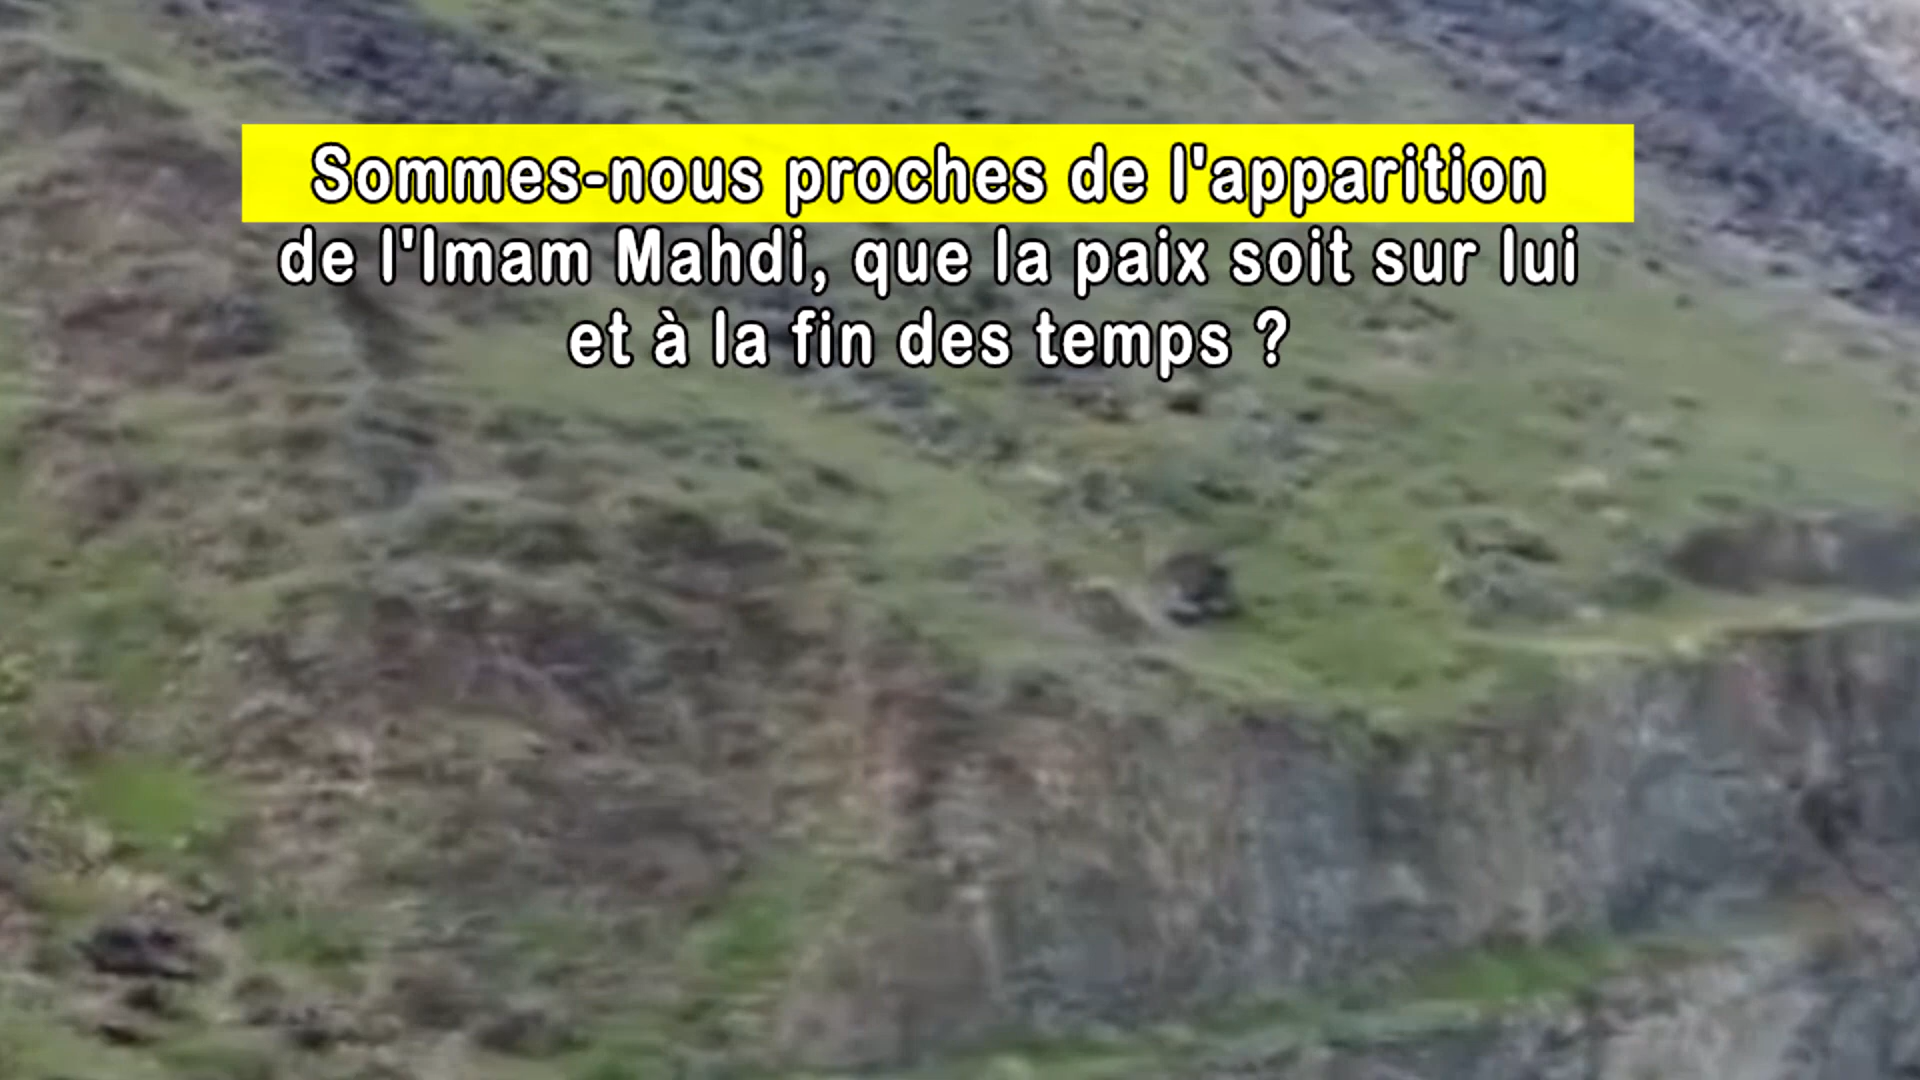 Sommes-nous proches de l'apparition
de l'Imam Mahdi, que la paix soit sur lui
et à la fin des temps ?